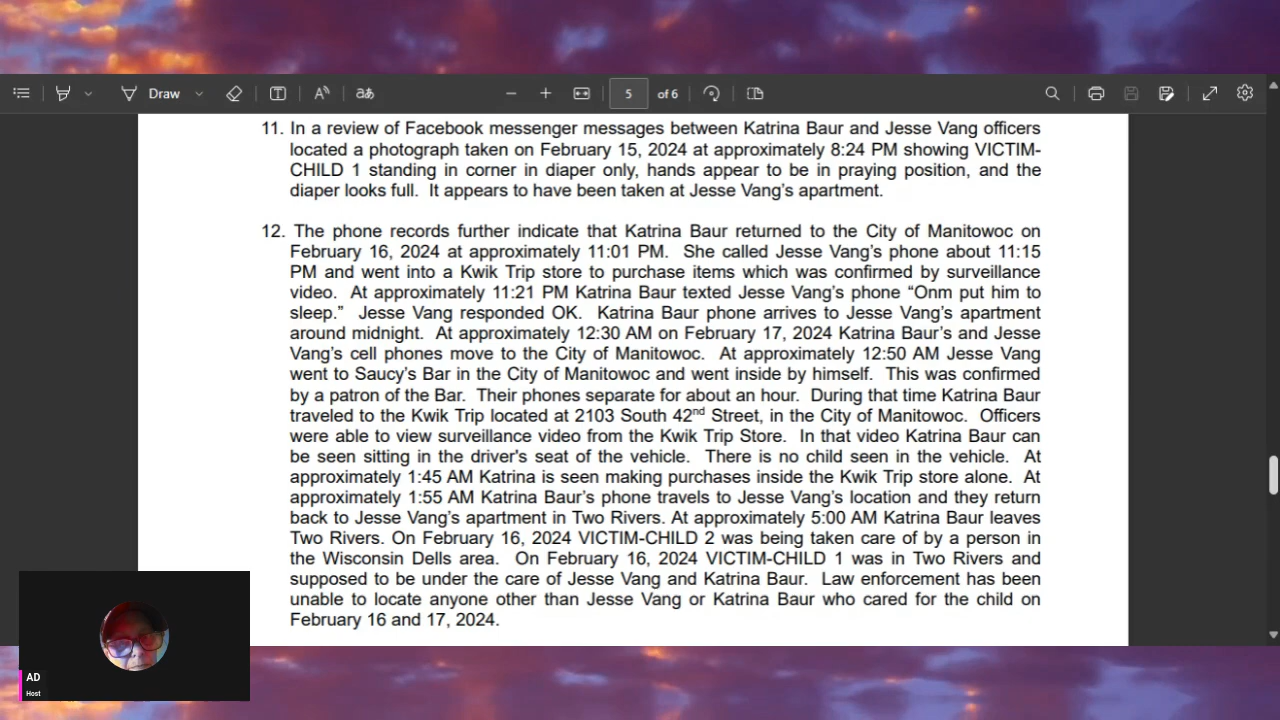 Draw
5 of 6
11. In a review of Facebook messenger messages between Katrina Baur and Jesse Vang officers
located a photograph taken on February 15, 2024 at approximately 8:24 PM showing VICTIM-
CHILD 1 standing in corner in diaper only, hands appear to be in praying position, and the
diaper looks full. It appears to have been taken at Jesse Vang's apartment.
12. The phone records further indicate that Katrina Baur returned to the City of Manitowoc on
February 16, 2024 at approximately 11:01 PM. She called Jesse Vang's phone about 11:15
PM and went into a Kwik Trip store to purchase items which was confirmed by surveillance
video. At approximately 11:21 PM Katrina Baur texted Jesse Vang's phone “Onm put him to
sleep.” Jesse Vang responded OK. Katrina Baur phone arrives to Jesse Vang's apartment
around midnight. At approximately 12:30 AM on February 17, 2024 Katrina Baur's and Jesse
Vang's cell phones move to the City of Manitowoc. At approximately 12:50 AM Jesse Vang
went to Saucy's Bar in the City of Manitowoc and went inside by himself. This was confirmed
by a patron of the Bar. Their phones separate for about an hour. During that time Katrina Baur
traveled to the Kwik Trip located at 2103 South 42nd Street, in the City of Manitowoc. Officers
were able to view surveillance video from the Kwik Trip Store. In that video Katrina Baur can
be seen sitting in the driver's seat of the vehicle. There is no child seen in the vehicle. At
approximately 1:45 AM Katrina is seen making purchases inside the Kwik Trip store alone. At
approximately 1:55 AM Katrina Baur's phone travels to Jesse Vang's location and they return
back to Jesse Vang's apartment in Two Rivers. At approximately 5:00 AM Katrina Baur leaves
Two Rivers. On February 16, 2024 VICTIM-CHILD 2 was being taken care of by a person in
the Wisconsin Dells area. On February 16, 2024 VICTIM-CHILD 1 was in Two Rivers and
supposed to be under the care of Jesse Vang and Katrina Baur. Law enforcement has been
unable to locate anyone other than Jesse Vang or Katrina Baur who cared for the child on
February 16 and 17, 2024.
AD
Host